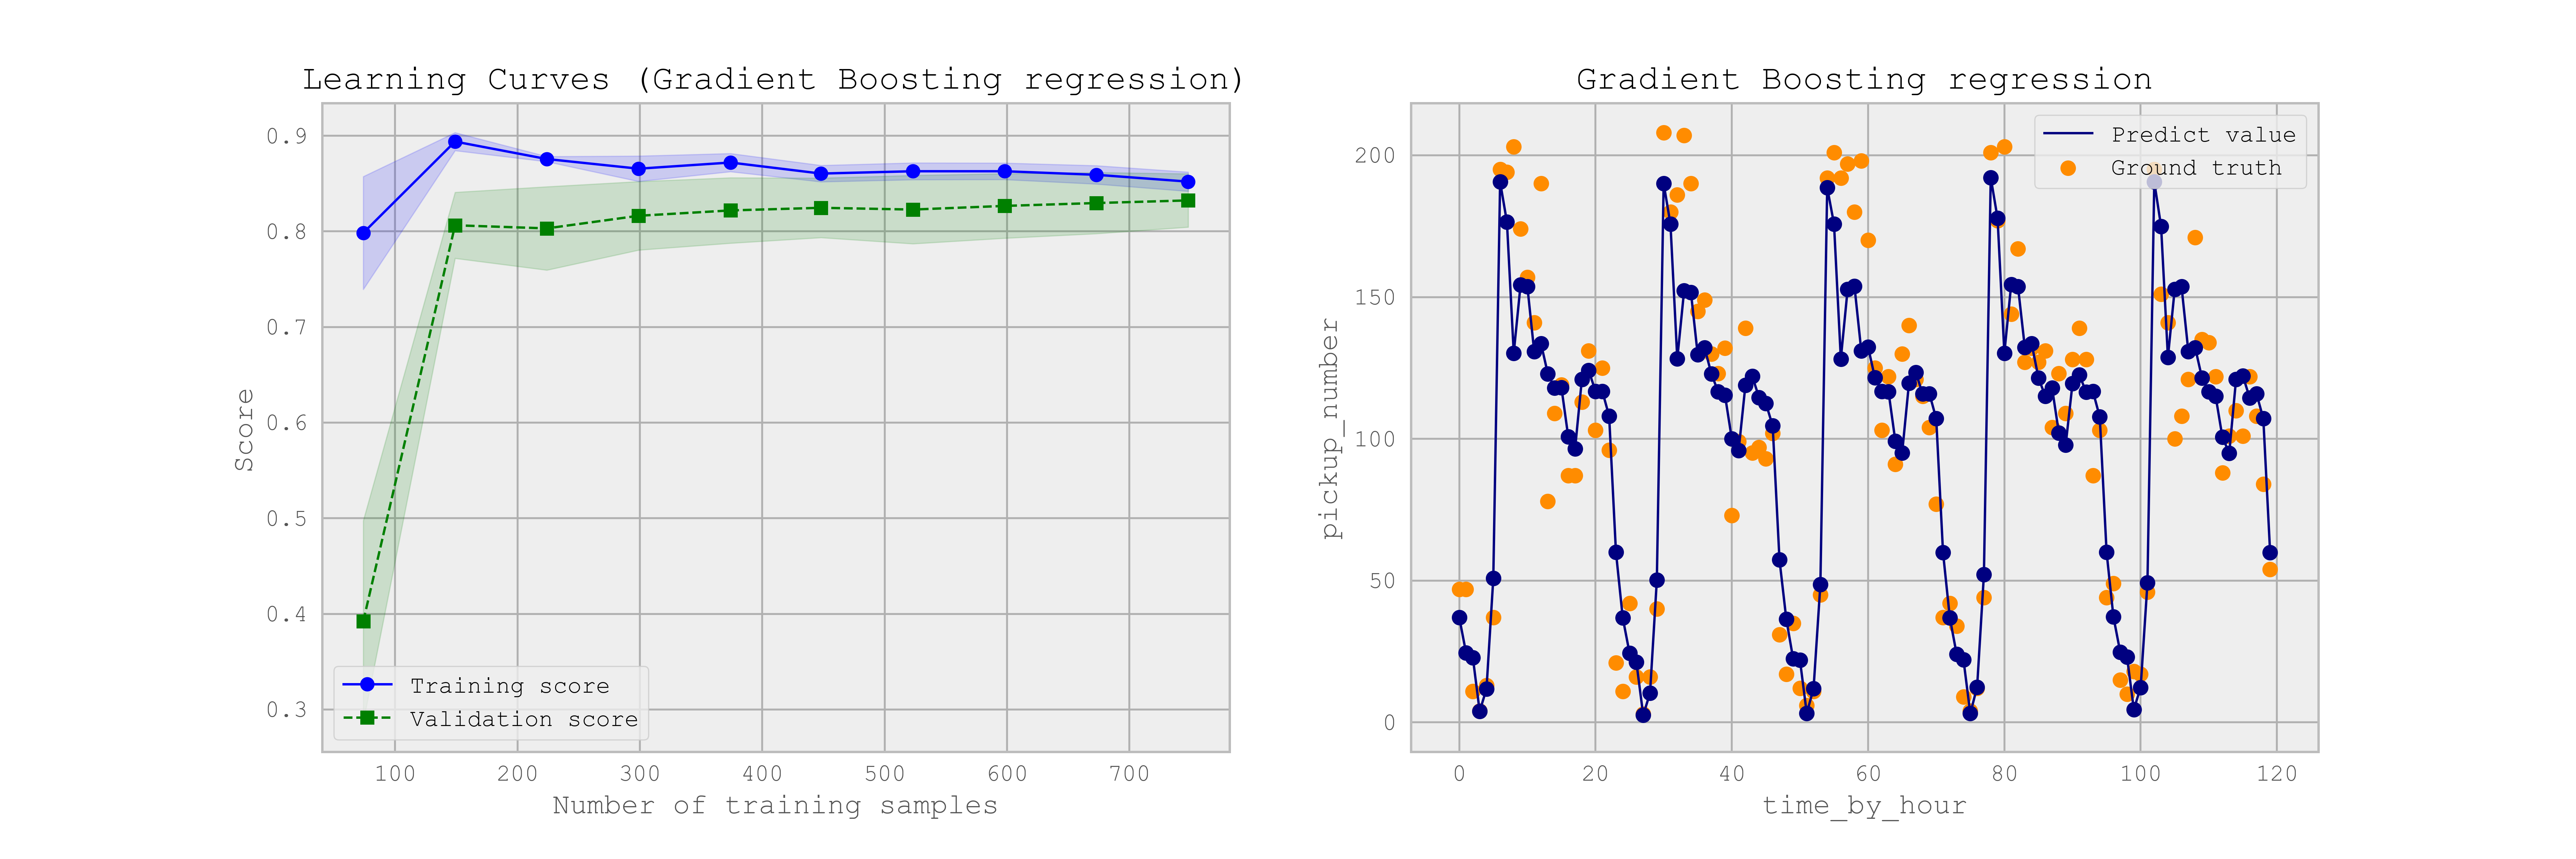 Learning Curves (Gradient Boosting regression)
0.9
0.8
0.7
0.6
0.5
0.4
0.3
Score
Training score
Validation score
100 200 300 400 500 600 700
Number of training samples
Gradient Boosting regression
200
150
100
50
0
pickup_number
Predict value
Ground truth
0 20 40 60 80 100 120
time_by_hour